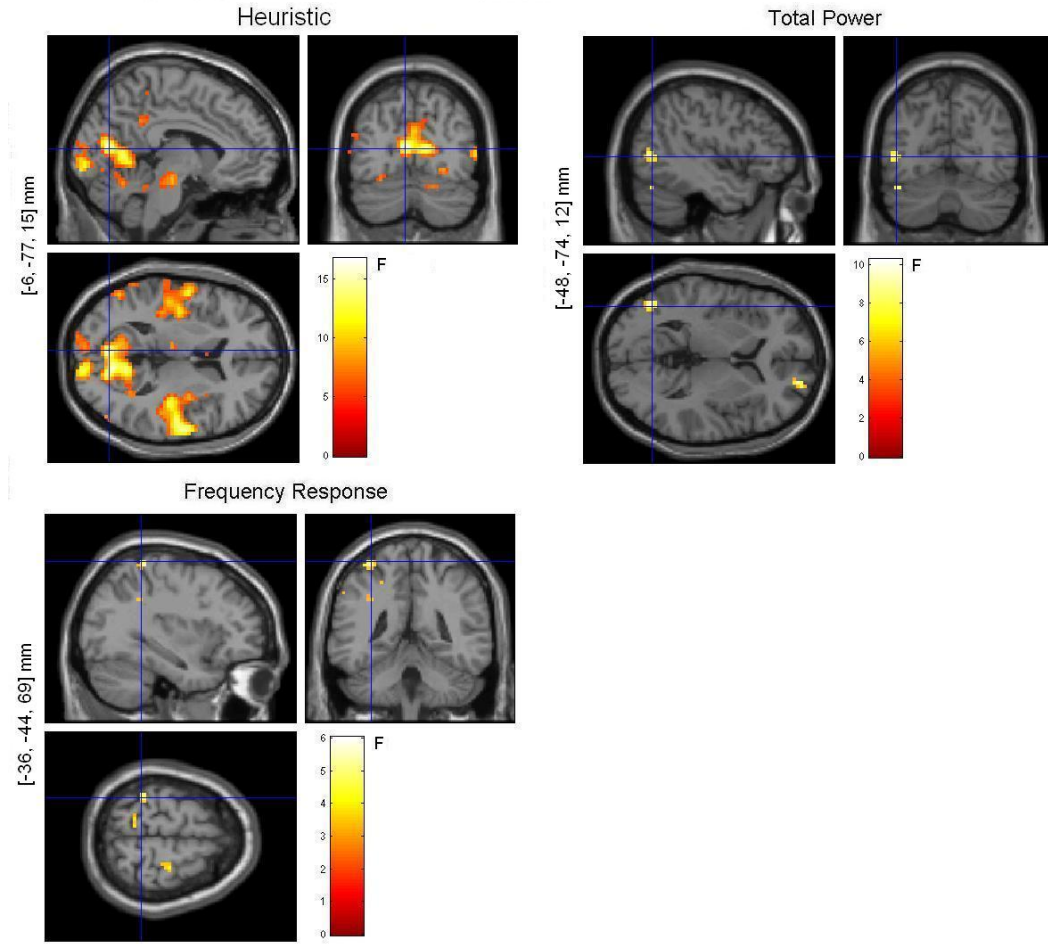 Heuristic
[-6, -77, 15] mm
F
15
10
5
0
Total Power
[-48, -74, 12] mm
F
10
8
6
4
2
0
Frequency Response
[-36, -44, 69] mm
F
6
5
4
3
2
1
0